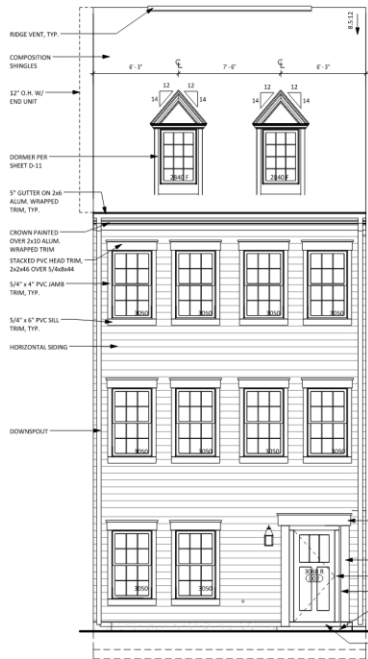 RIDGE VENT, TYP.
8.5:12
COMPOSITION
SHINGLES
6' - 3"
7' - 6"
6' - 3"
12" O.H. W/
END UNIT
12
12
12
12
14
14
14
14
DORMER PER
SHEET D-11
2840 F
2840 F
5" GUTTER ON 2x6
ALUM. WRAPPED
TRIM, TYP.
CROWN PAINTED
OVER 2x10 ALUM.
WRAPPED TRIM
STACKED PVC HEAD TRIM,
2x2x46 OVER 5/4x8x44
5/4" x 4" PVC JAMB
TRIM, TYP.
3050
3050
3050
3050
5/4" x 6" PVC SILL
TRIM, TYP.
HORIZONTAL SIDING
DOWNSPOUT
3050
3050
3050
3050
3050
3050